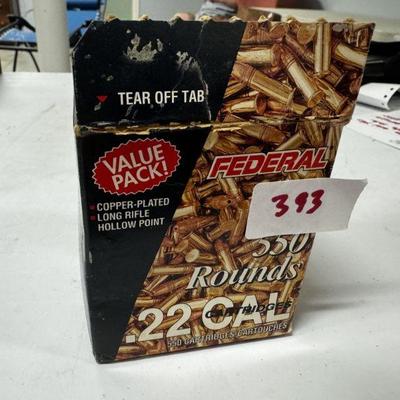 TEAR OFF TAB
VALUE
PACK!
• COPPER-PLATED
• LONG RIFLE
HOLLOW POINT
FEDERAL
393
550
Rounds
CARTRIDGES
.22 CAL
550 CARTRIDGES CARTOUCHES